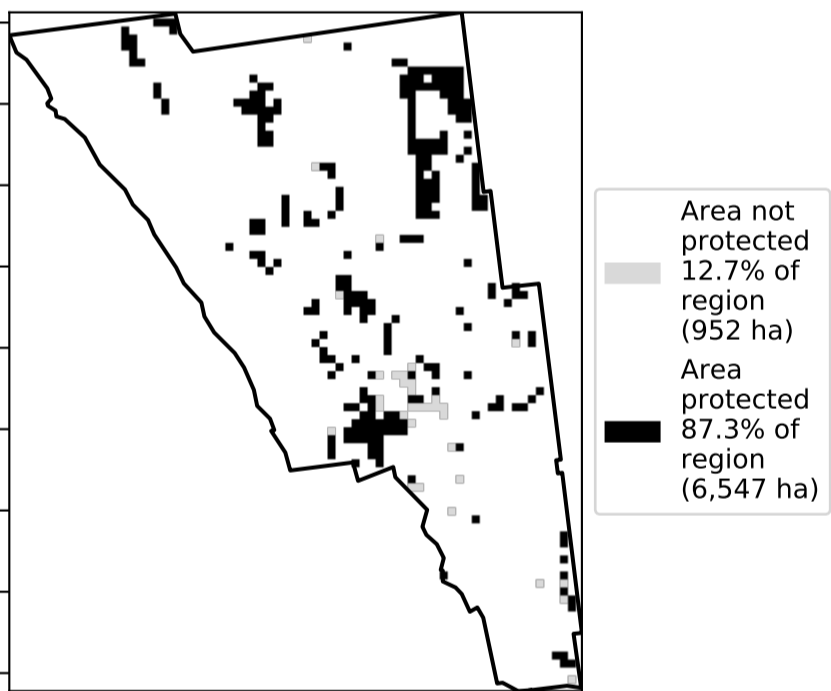 Area not
protected
12.7% of
region
(952 ha)
Area
protected
87.3% of
region
(6,547 ha)